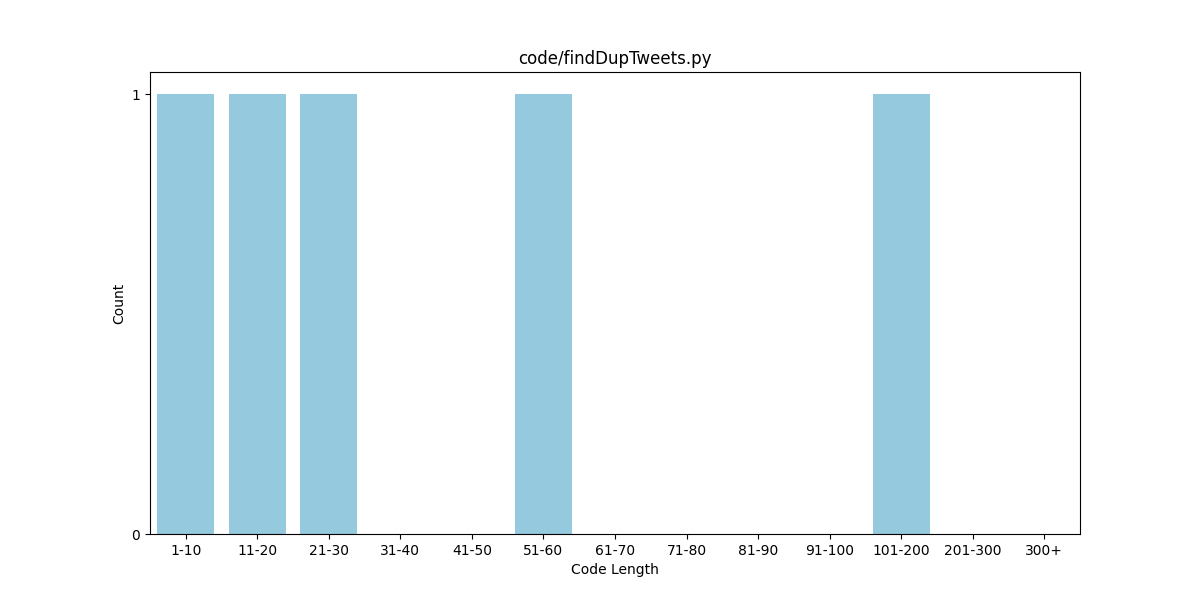 code/findDupTweets.py
1
0
Count
1-10 11-20 21-30 31-40 41-50 51-60 61-70 71-80 81-90 91-100 101-200 201-300 300+
Code Length